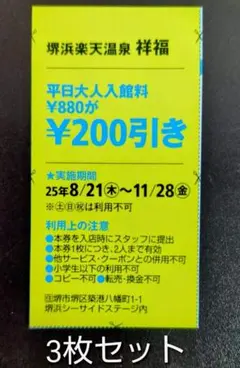 堺浜楽天温泉 祥福
平日大人入館料
¥880が
¥200引き
★実施期間
25年8/21㊍〜11/28㊎
※㊏㊐㊗は利用不可
利用上の注意
●本券を入店時にスタッフに提出
●本券1枚につき、2人まで有効
●他サービス・クーポンとの併用不可
●小学生以下の利用不可
●コピー不可●転売・換金不可
㊟堺市堺区築港八幡町1-1
堺浜シーサイドステージ内
3枚セット